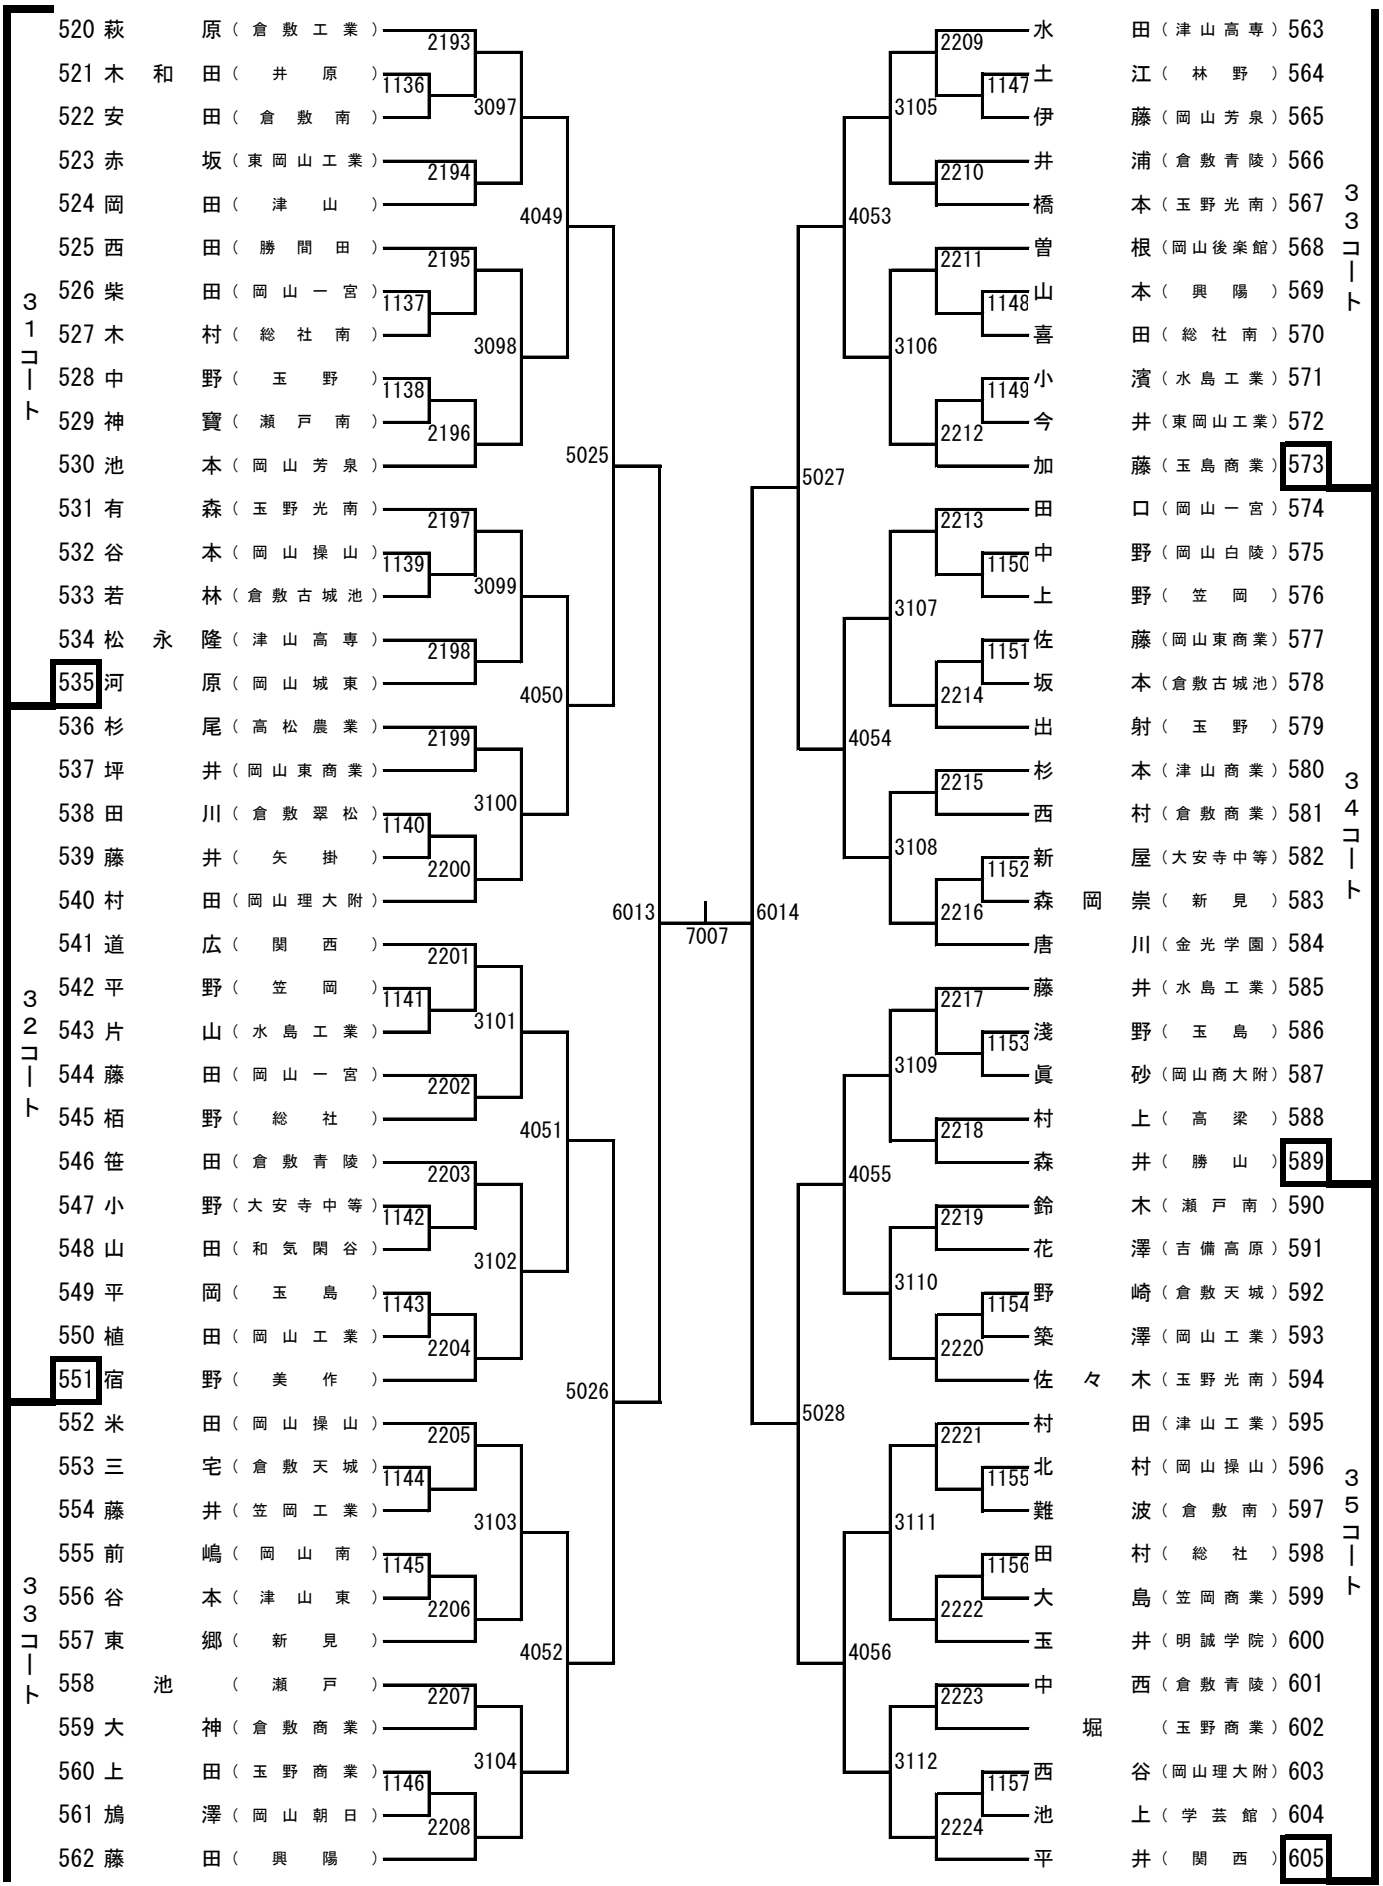 520 萩原（倉敷工業）
521 木和田（井原）
522 安田（倉敷南）
523 赤坂（東岡山工業）
524 岡田（津山）
525 西田（勝間田）
526 柴田（岡山一宮）
527 木村（総社南）
528 中野（玉野）
529 神寶（瀬戸南）
530 池本（岡山芳泉）
531 有森（玉野光南）
532 谷本（岡山操山）
533 若林（倉敷古城池）
534 松永隆（津山高専）
535 河原（岡山城東）
31コート
536 杉尾（高松農業）
537 坪井（岡山東商業）
538 田川（倉敷翠松）
539 藤井（矢掛）
540 村田（岡山理大附）
541 道広（関西）
542 平野（笠岡）
543 片山（水島工業）
544 藤田（岡山一宮）
545 栢野（総社）
546 笹田（倉敷青陵）
547 小野（大安寺中等）
548 山田（和気閑谷）
549 平岡（玉島）
550 植田（岡山工業）
551 宿野（美作）
32コート
552 米田（岡山操山）
553 三宅（倉敷天城）
554 藤井（笠岡工業）
555 前嶋（岡山南）
556 谷本（津山東）
557 東郷（新見）
558 池（瀬戸）
559 大神（倉敷商業）
560 上田（玉野商業）
561 鴆澤（岡山朝日）
562 藤田（興陽）
33コート
2193
1136
3097
2194
4049
2195
1137
3098
1138
2196
5025
2197
1139
3099
2198
4050
2199
3100
1140
2200
6013
2201
1141
3101
2202
4051
2203
1142
3102
1143
2204
5026
2205
1144
3103
1145
2206
4052
2207
3104
1146
2208
7007
6014
2209
1147
3105
2210
4053
2211
1148
3106
1149
2212
5027
2213
1150
3107
1151
2214
4054
2215
3108
1152
2216
2217
1153
3109
2218
4055
2219
3110
1154
2220
5028
2221
1155
3111
1156
2222
4056
2223
3112
1157
2224
水田（津山高専）563
土江（林野）564
伊藤（岡山芳泉）565
井浦（倉敷青陵）566
橋本（玉野光南）567
曽根（岡山後楽館）568
山本（興陽）569
喜田（総社南）570
小濱（水島工業）571
今井（東岡山工業）572
加藤（玉島商業）573
33コート
田口（岡山一宮）574
中野（岡山白陵）575
上野（笠岡）576
佐藤（岡山東商業）577
坂本（倉敷古城池）578
出射（玉野）579
杉本（津山商業）580
西村（倉敷商業）581
新屋（大安寺中等）582
森岡崇（新見）583
唐川（金光学園）584
藤井（水島工業）585
淺野（玉島）586
眞砂（岡山商大附）587
村上（高梁）588
森井（勝山）589
34コート
鈴木（瀬戸南）590
花澤（吉備高原）591
野崎（倉敷天城）592
築澤（岡山工業）593
佐々木（玉野光南）594
村田（津山工業）595
北村（岡山操山）596
難波（倉敷南）597
田村（総社）598
大島（笠岡商業）599
玉井（明誠学院）600
中西（倉敷青陵）601
堀（玉野商業）602
西谷（岡山理大附）603
池上（学芸館）604
平井（関西）605
35コート